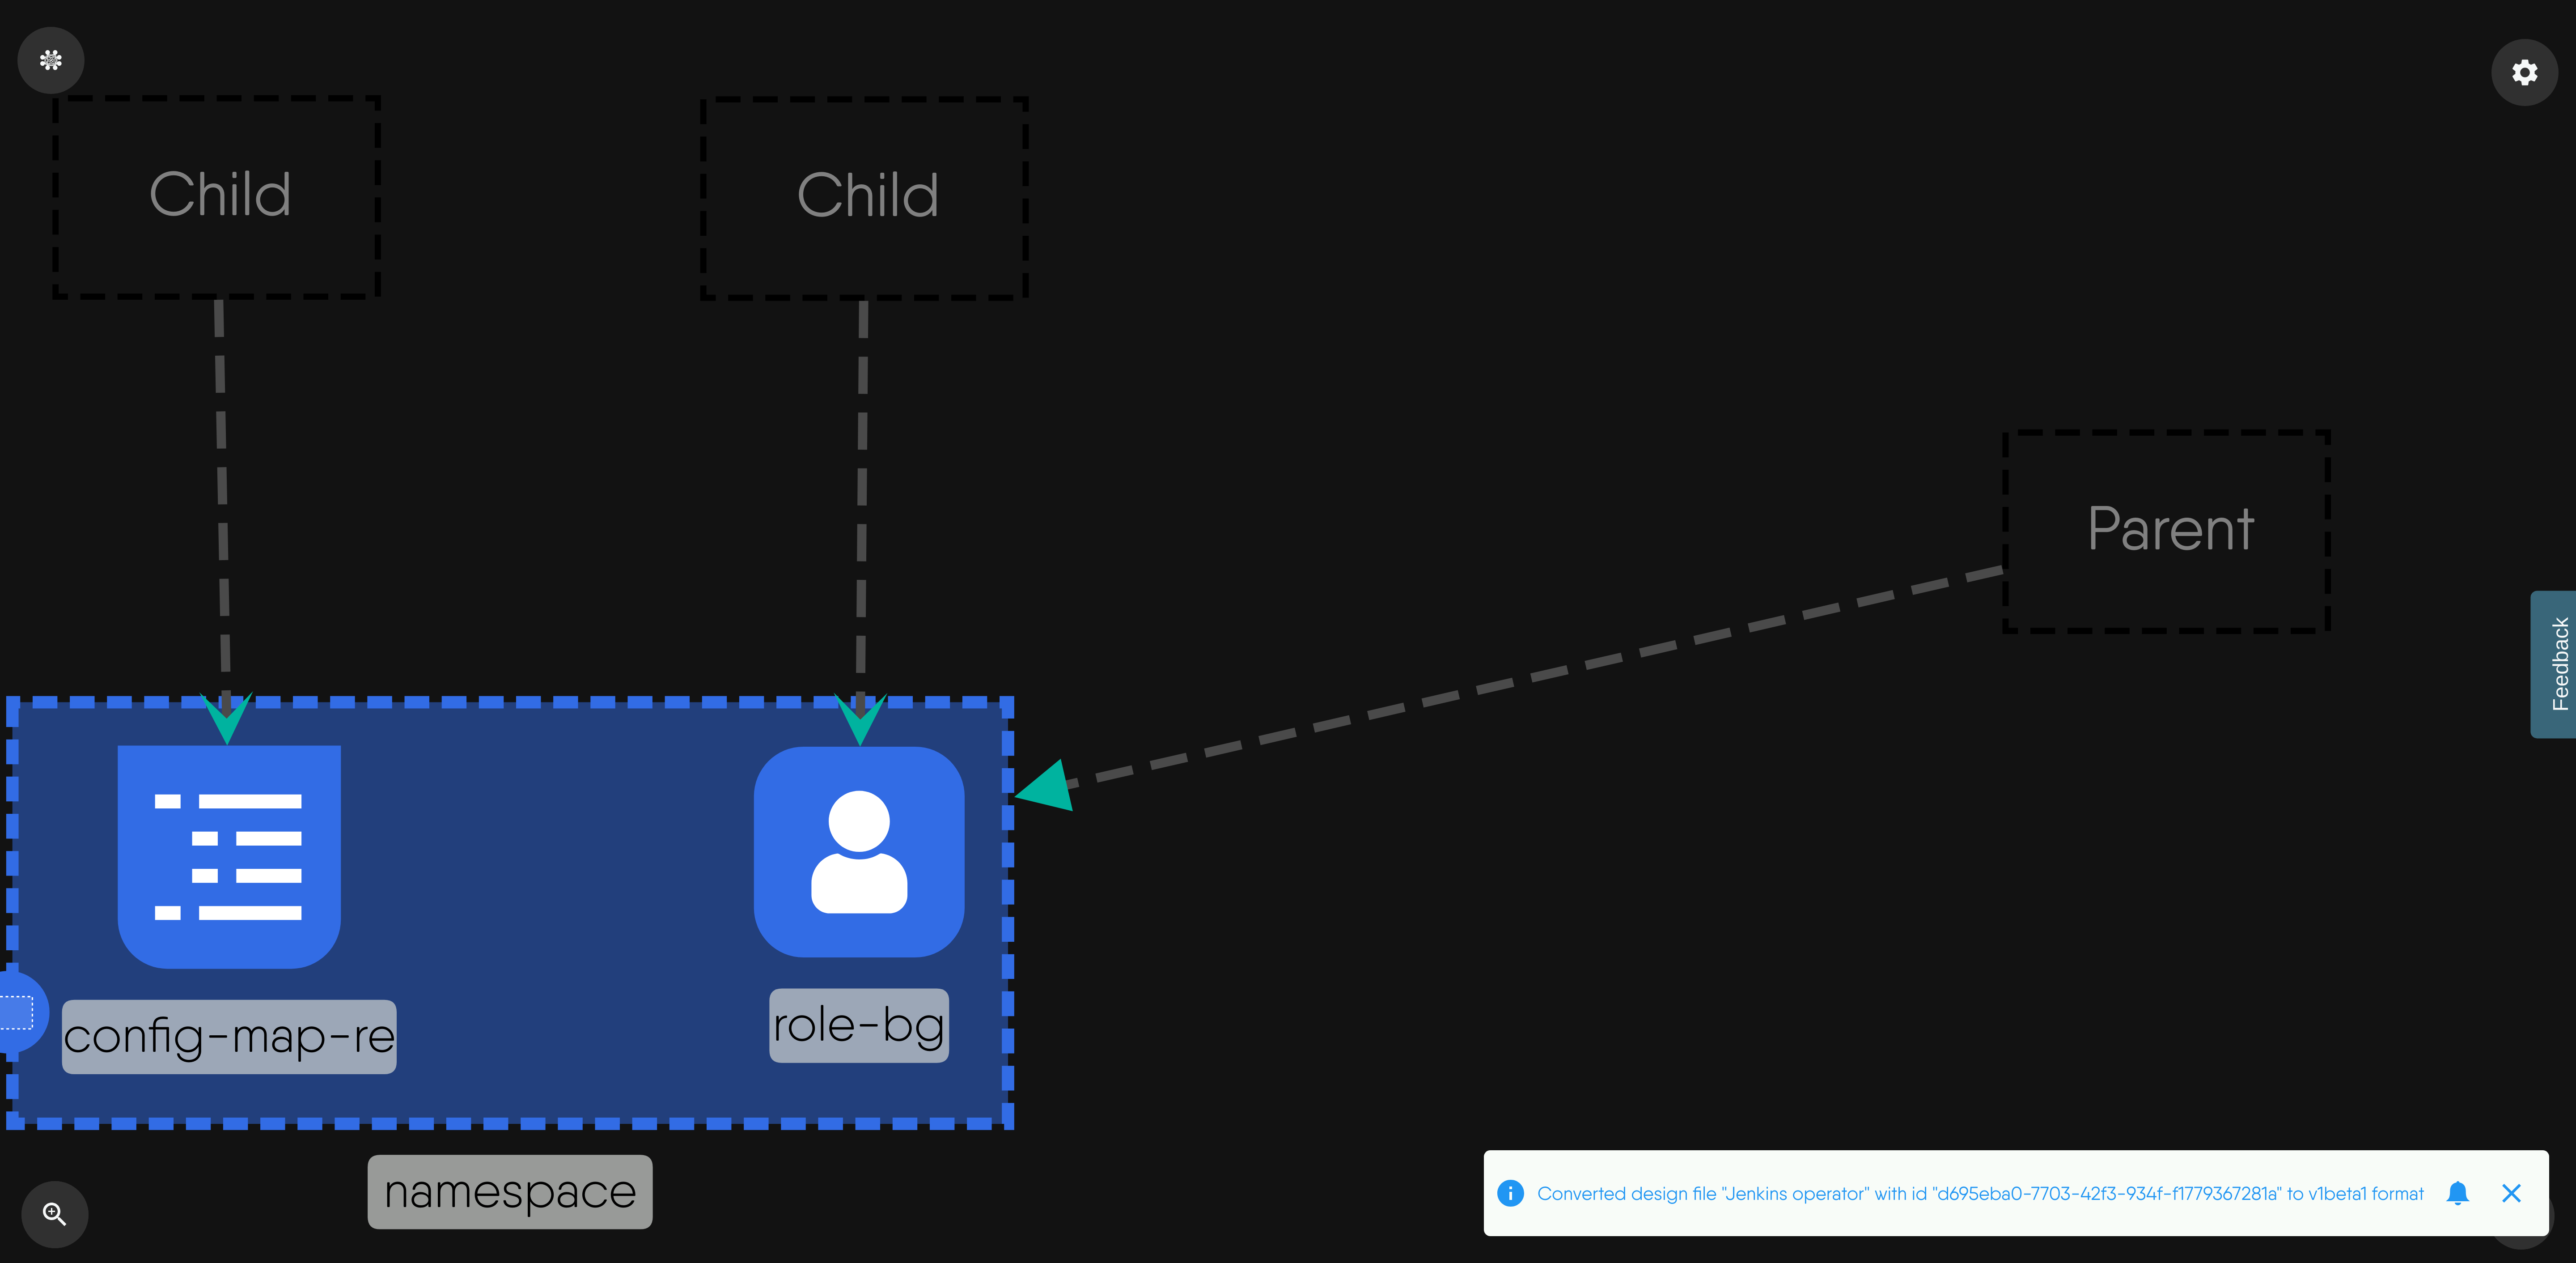 Child
Child
Parent
Feedback
config-map-re
role-bg
namespace
Converted design file "Jenkins operator" with id "d695eba0-7703-42f3-934f-f1779367281a" to v1beta1 format